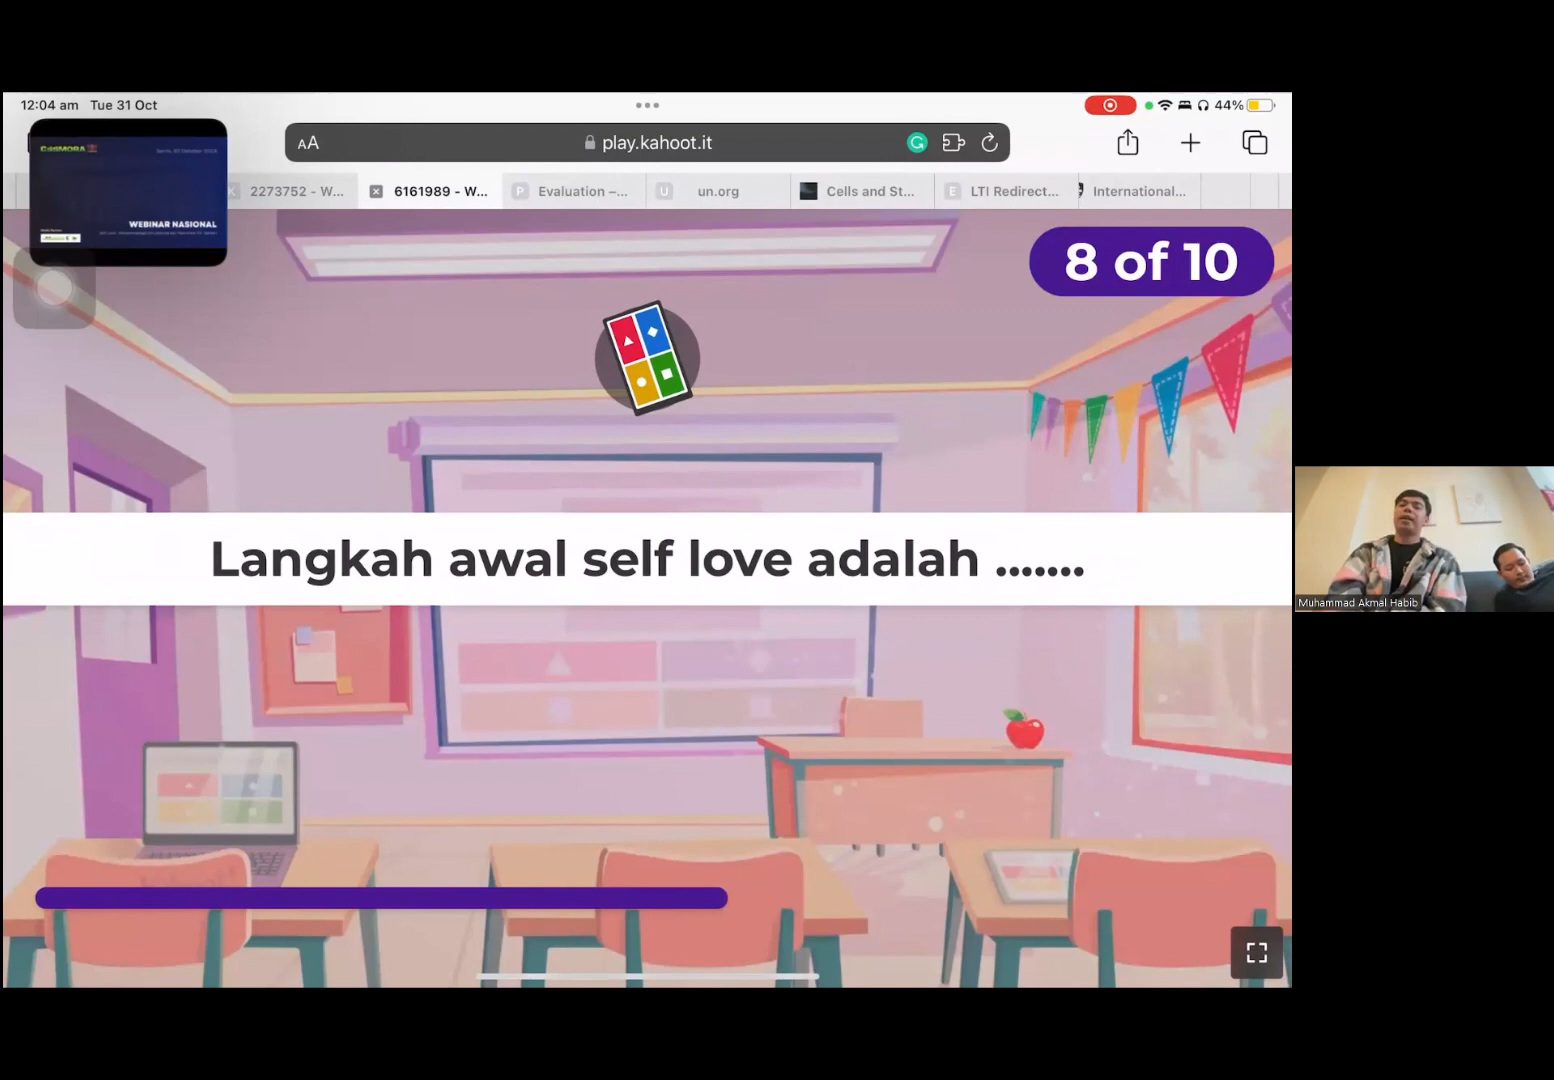 12:04 am Tue 31 Oct
44%
AA
play.kahoot.it
WEBINAR NASIONAL
2273752 - W...
6161989 - W...
P
Evaluation –...
U
un.org
Cells and St...
E
LTI Redirect...
International...
8 of 10
Langkah awal self love adalah .......
Muhammad Akmal Habib